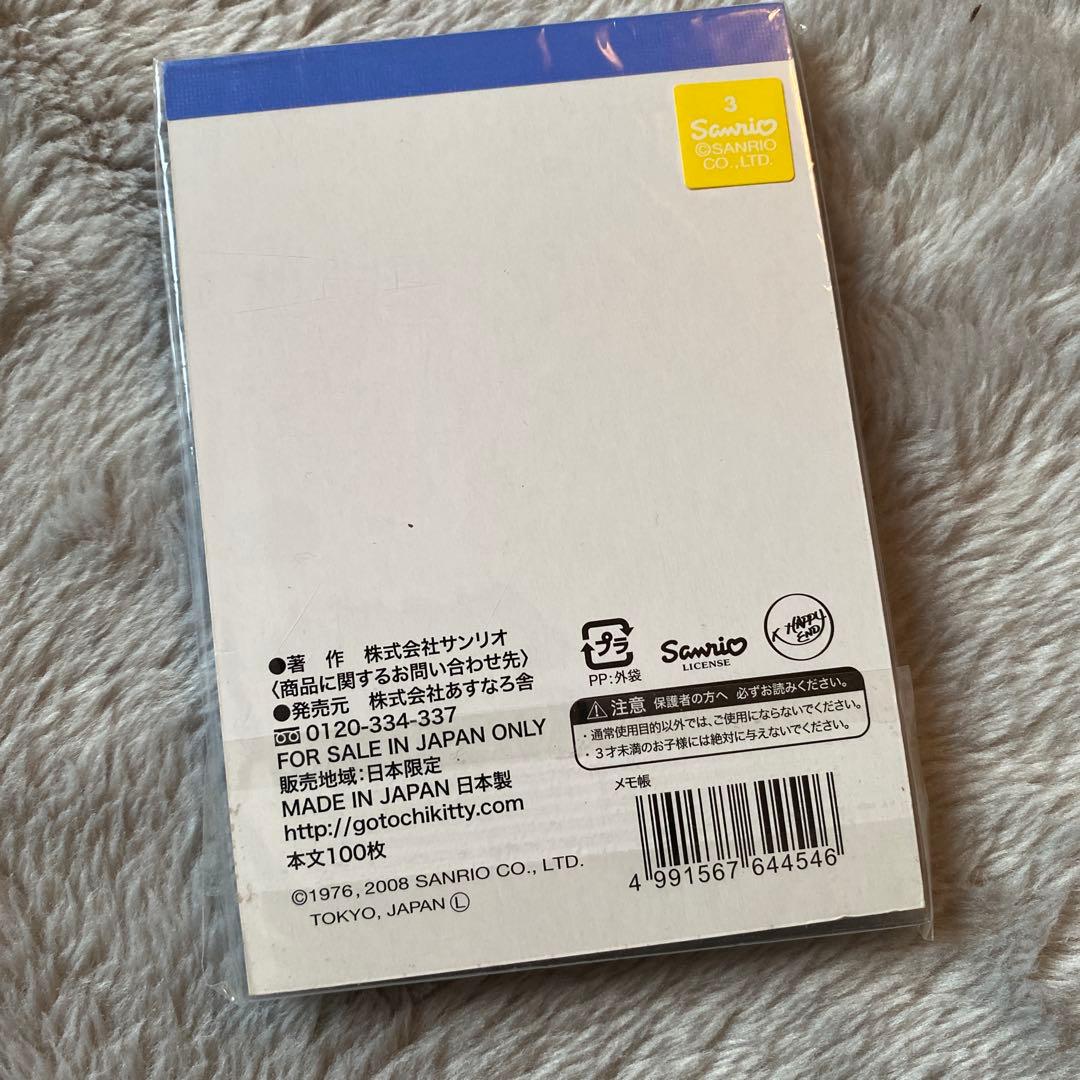 3
Sanrio
©SANRIO
CO.,LTD.
●著 作 株式会社サンリオ
〈商品に関するお問い合わせ先〉
●発売元 株式会社あすなろ舎
0120-334-337
FOR SALE IN JAPAN ONLY
販売地域:日本限定
MADE IN JAPAN 日本製
http://gotochikitty.com
本文100枚
©1976, 2008 SANRIO CO., LTD.
TOKYO, JAPAN Ⓛ
プラ
PP:外袋
Sanrio
LICENSE
HAPPY
END
⚠注意 保護者の方へ 必ずお読みください。
・通常使用目的以外では、ご使用にならないでください。
・3才未満のお子様には絶対に与えないでください。
メモ帳
4 991567 644546